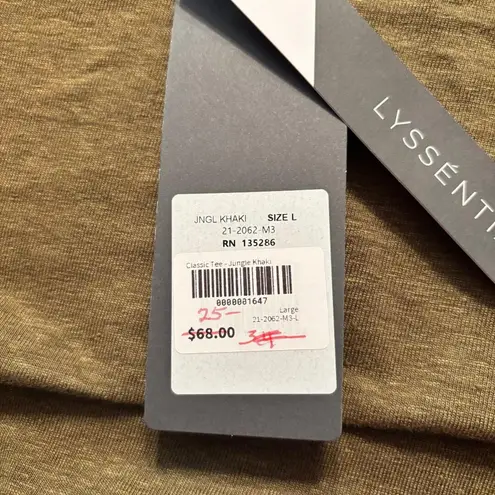 LYSSÉNTI
JNGL KHAKI SIZE L
21-2062-M3
RN 135286
Classic Tee - Jungle Khaki
0000001647
25-
Large
21-2062-M3-L
$68.00